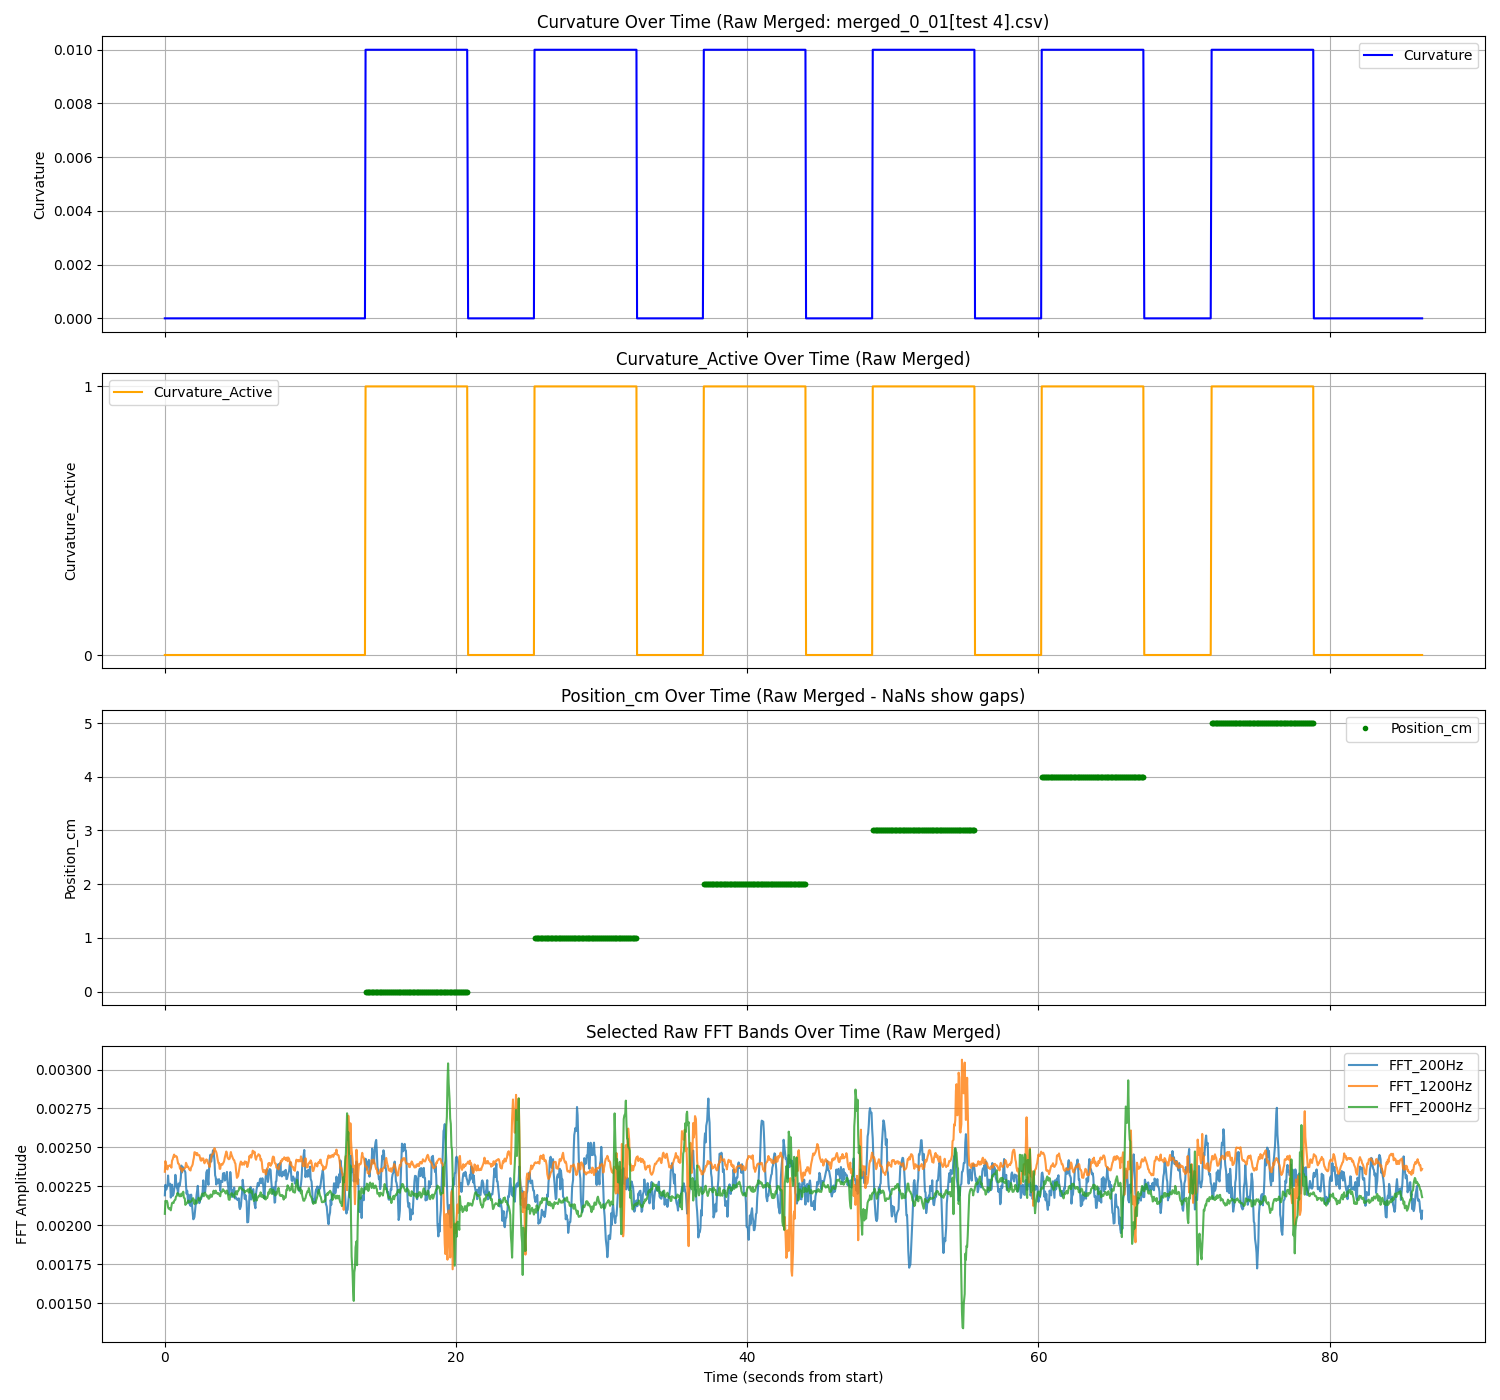 Curvature Over Time (Raw Merged: merged_0_01[test 4].csv)
0.010
0.008
0.006
0.004
0.002
0.000
Curvature
Curvature
Curvature_Active Over Time (Raw Merged)
1
0
Curvature_Active
Curvature_Active
Position_cm Over Time (Raw Merged - NaNs show gaps)
5
4
3
2
1
0
Position_cm
Position_cm
Selected Raw FFT Bands Over Time (Raw Merged)
0.00300
0.00275
0.00250
0.00225
0.00200
0.00175
0.00150
FFT Amplitude
FFT_200Hz
FFT_1200Hz
FFT_2000Hz
0 20 40 60 80
Time (seconds from start)